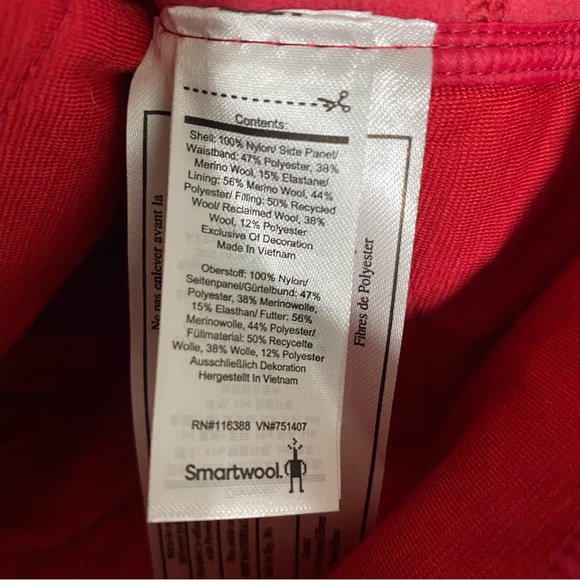 Contents:
Shell: 100% Nylon/ Side Panel/
Waistband: 47% Polyester, 38%
Merino Wool, 15% Elastane/
Lining: 56% Merino Wool, 44%
Polyester/ Filling: 50% Recycled
Wool/ Reclaimed Wool, 38%
Wool, 12% Polyester
Exclusive Of Decoration
Made In Vietnam
Oberstoff: 100% Nylon/
Seitenpanel/Gürtelbund: 47%
Polyester, 38% Merinowolle,
15% Elasthan/ Futter: 56%
Merinowolle, 44% Polyester/
Füllmaterial: 50% Recycelte
Wolle, 38% Wolle, 12% Polyester
Ausschließlich Dekoration
Hergestellt In Vietnam
RN#116388 VN#751407
Smartwool.
Ne pas enlever avant la
Fibres de Polyester